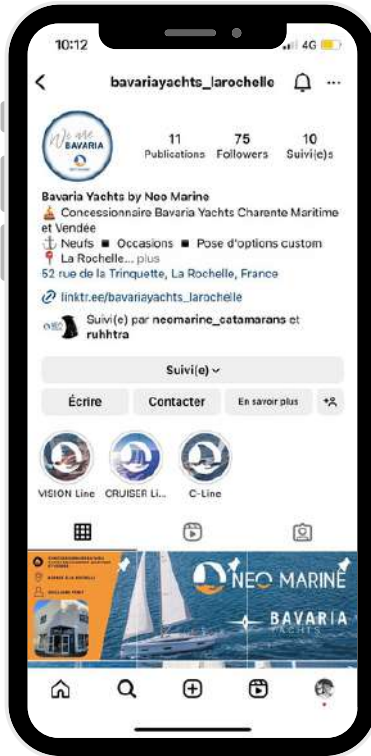 10:12
4G
bavariayachts_larochelle
We are
BAVARIA
11
75
10
Publications
Followers
Suivi(e)s
Bavaria Yachts by Neo Marine
Concessionnaire Bavaria Yachts Charente Maritime
et Vendée
Neufs ◾ Occasions ◾ Pose d'options custom
La Rochelle... plus
52 rue de la Trinquette, La Rochelle, France
linktr.ee/bavariayachts_larochelle
Suivi(e) par neomarine_catamarans et
ruhhtra
Suivi(e)
Écrire
Contacter
En savoir plus
VISION Line
CRUISER Li...
C-Line
NEO MARINE
BAVARIA
YACHTS